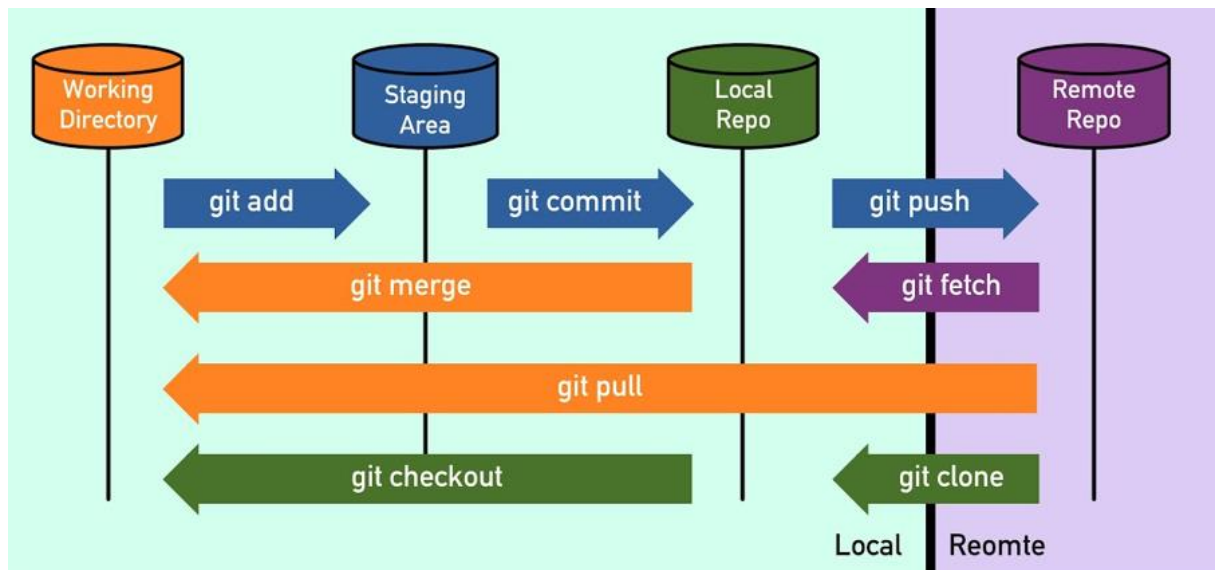 Working
Directory
Staging
Area
Local
Repo
Remote
Repo
git add
git commit
git push
git merge
git fetch
git pull
git checkout
git clone
Local
Reomte